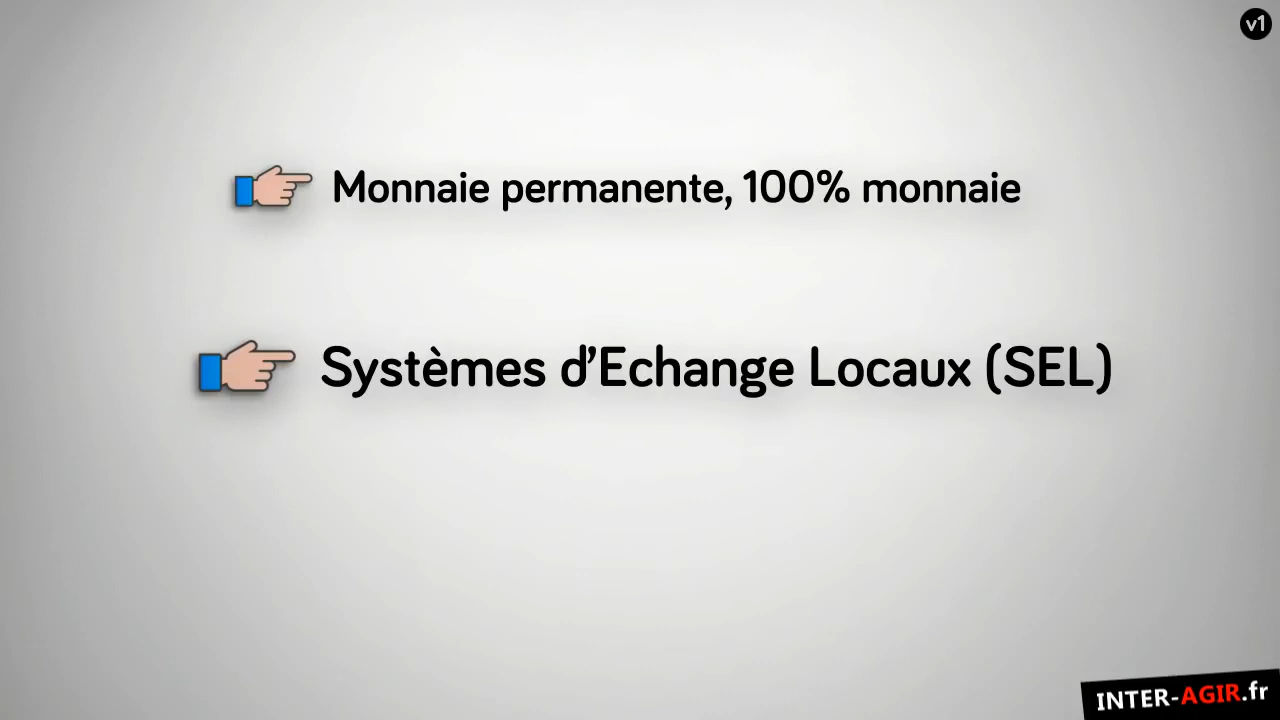 v1
Monnaie permanente, 100% monnaie
Systèmes d’Echange Locaux (SEL)
INTER-AGIR.fr